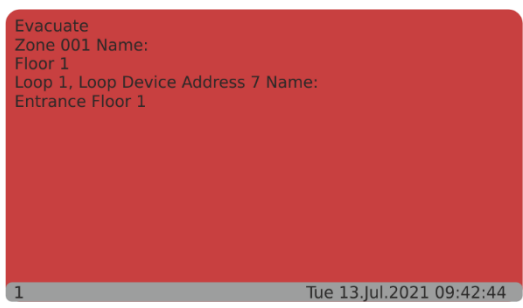 Evacuate
Zone 001 Name:
Floor 1
Loop 1, Loop Device Address 7 Name:
Entrance Floor 1
1
Tue 13.Jul.2021 09:42:44